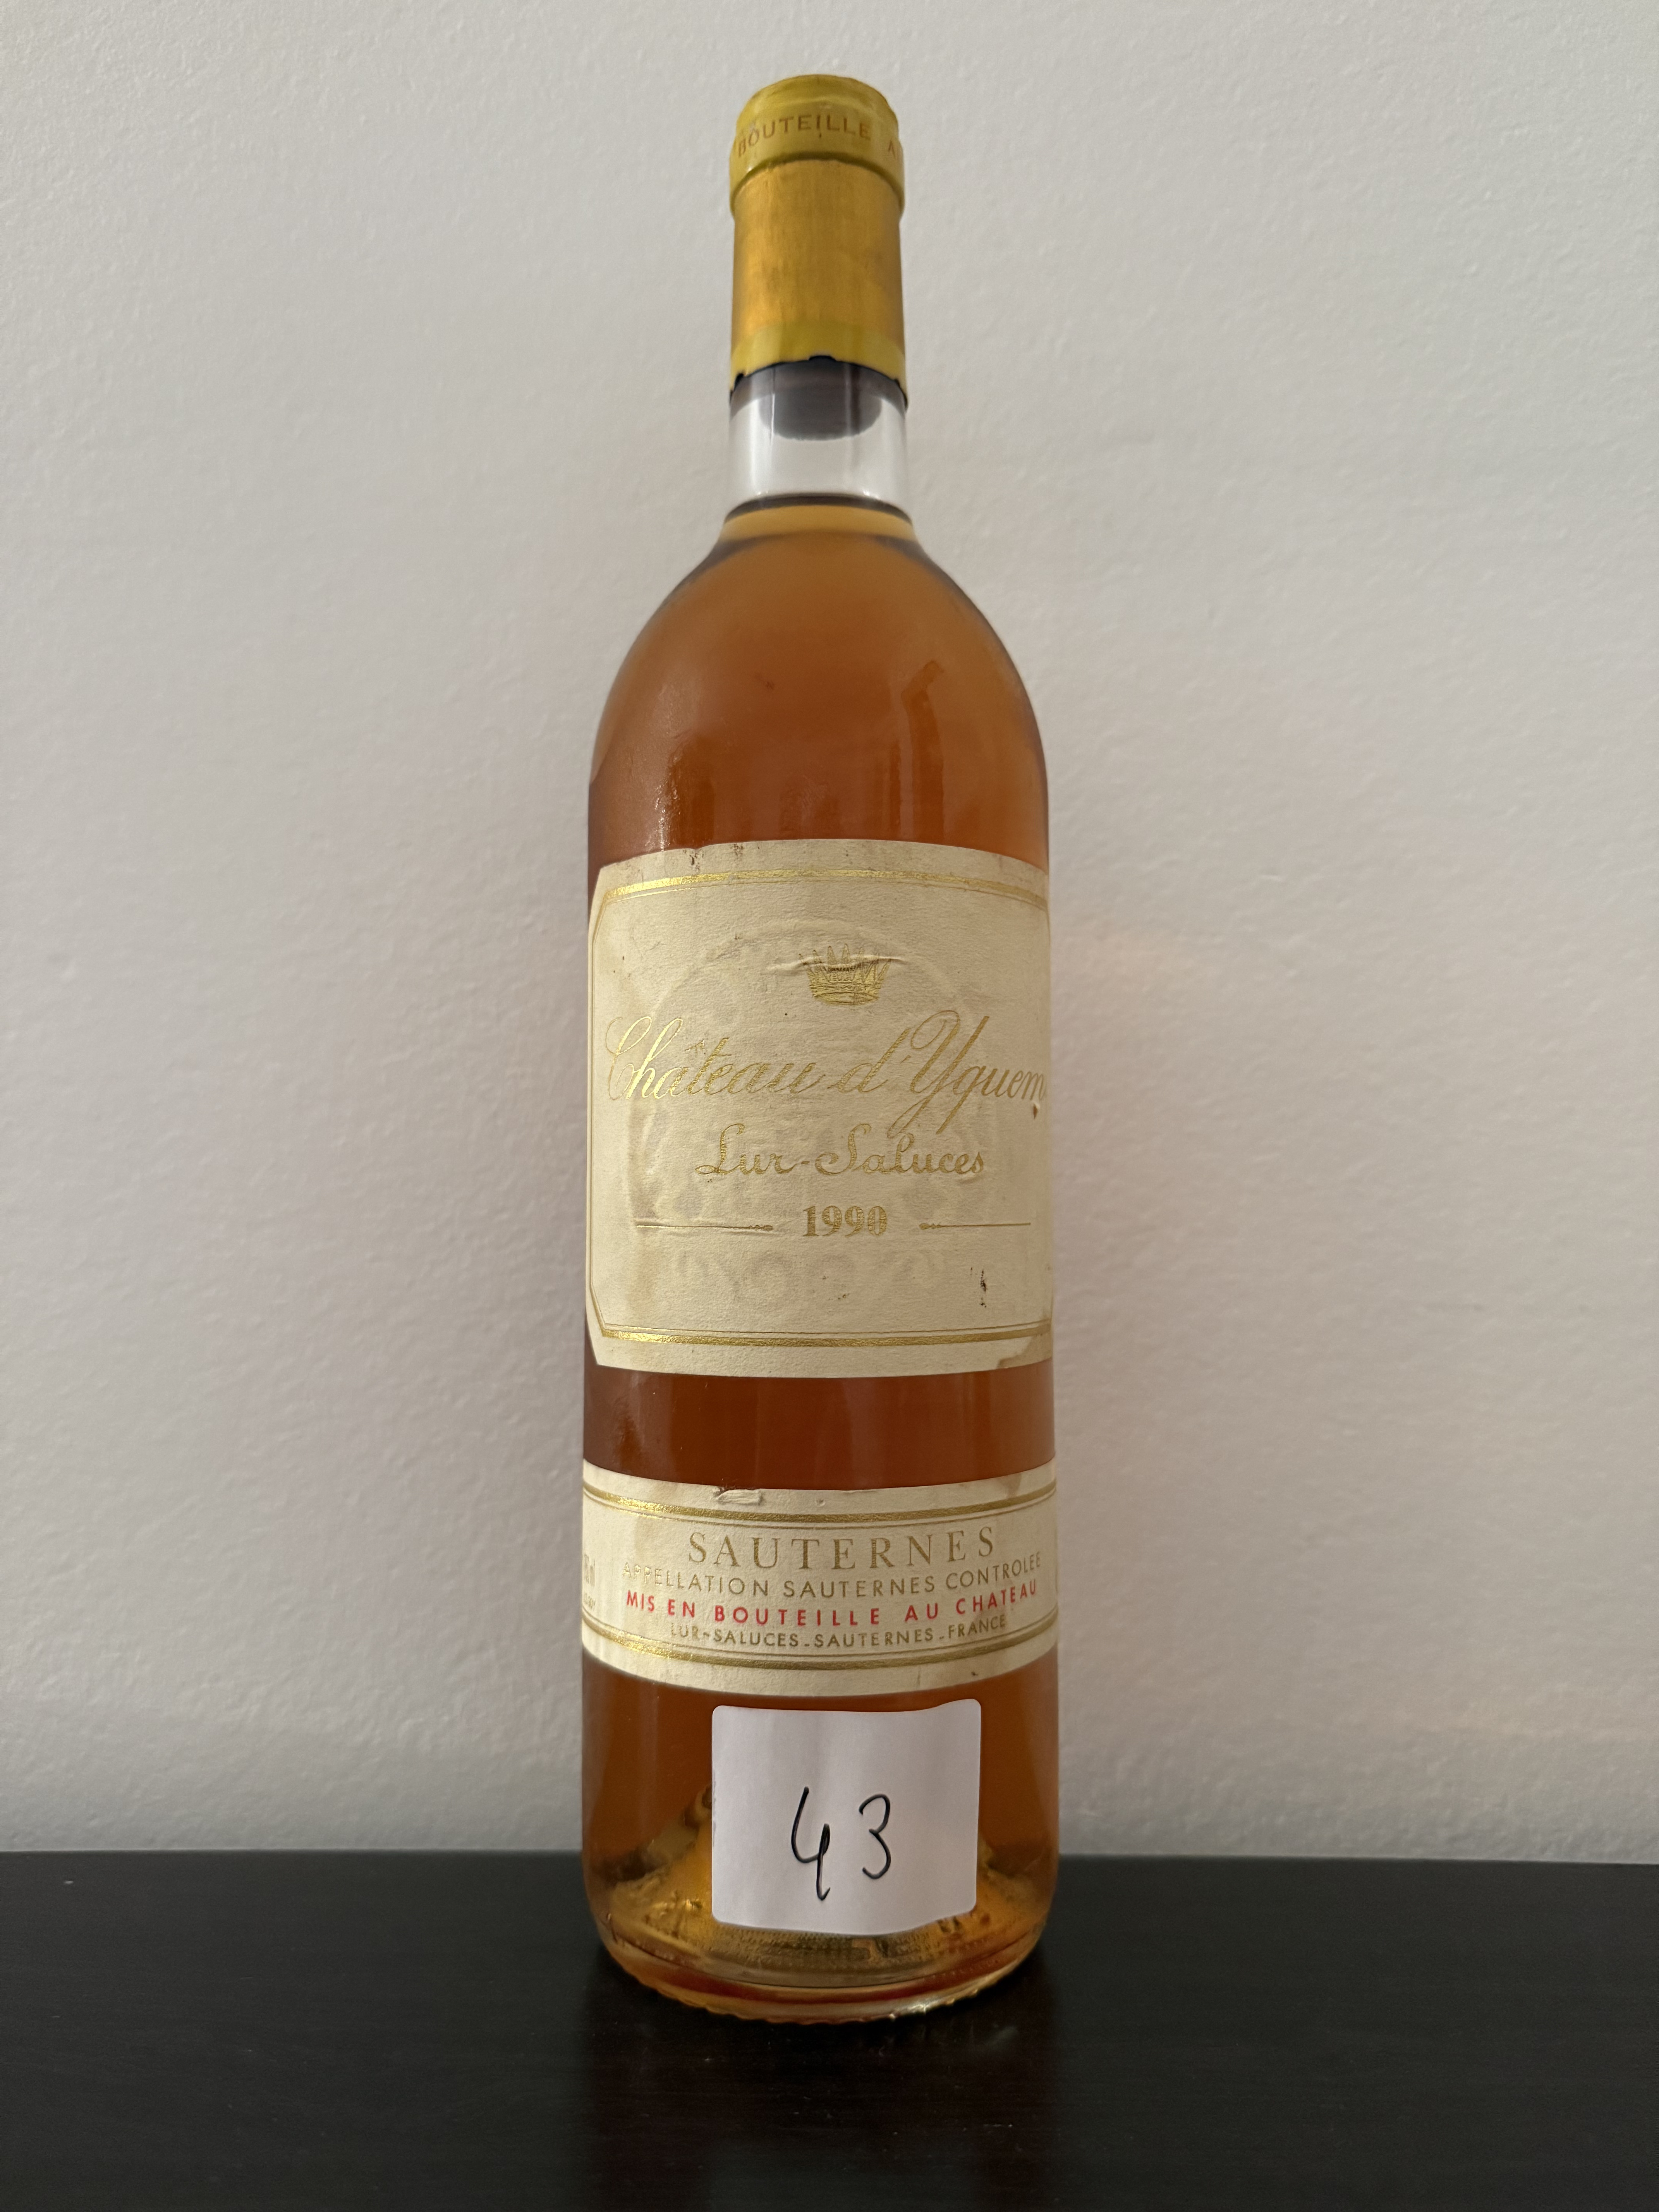 BOUTEILLE A
Château d'Yquem
Lur-Saluces
1990
SAUTERNES
APPELLATION SAUTERNES CONTROLÉE
MIS EN BOUTEILLE AU CHATEAU
LUR-SALUCES-SAUTERNES-FRANCE
43